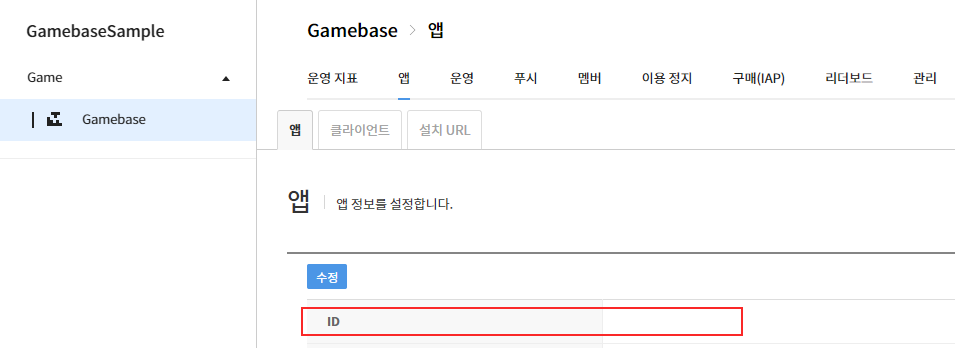 GamebaseSample
Game
Gamebase
Gamebase > 앱
운영 지표 앱 운영 푸시 멤버 이용 정지 구매(IAP) 리더보드 관리
앱 클라이언트 설치 URL
앱 앱 정보를 설정합니다.
수정
ID